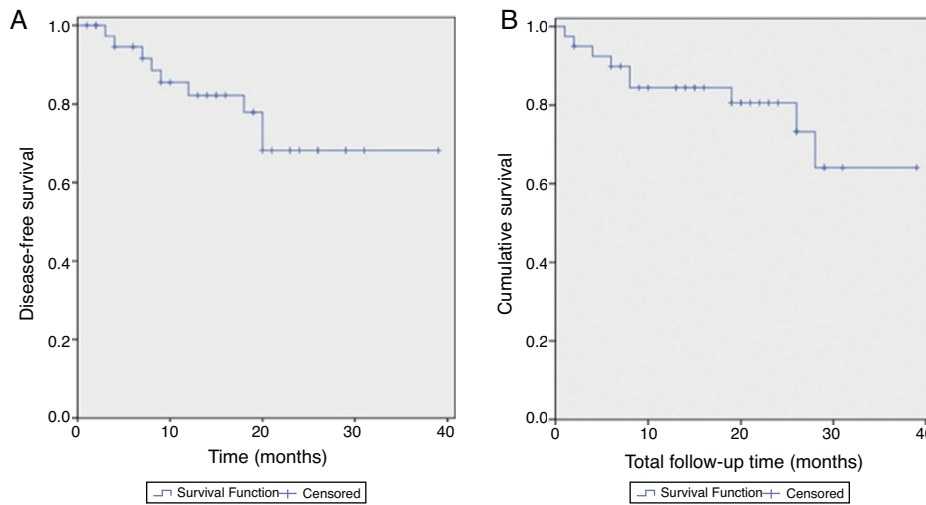 A
Disease-free survival
1.0
0.8
0.6
0.4
0.2
0.0
0
10
20
30
40
Time (months)
Survival Function
Censored
B
Cumulative survival
1.0
0.8
0.6
0.4
0.2
0.0
0
10
20
30
40
Total follow-up time (months)
Survival Function
Censored